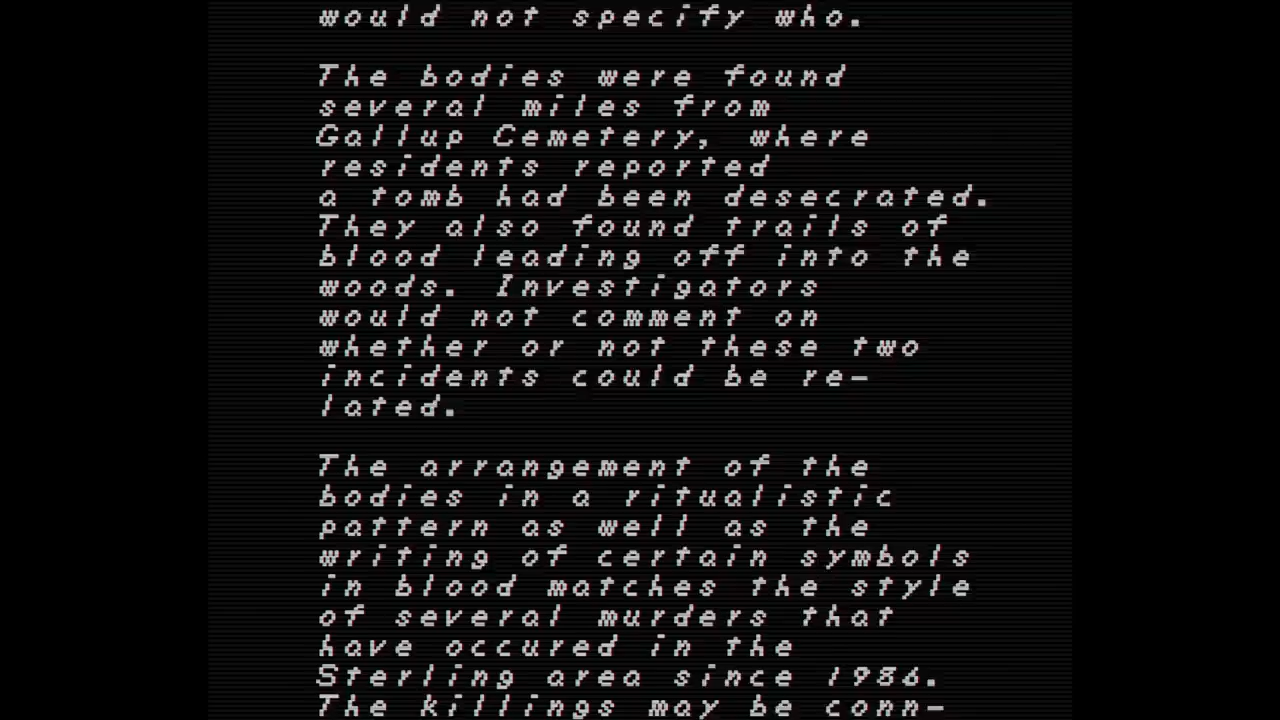 would not specify who.
The bodies were found
several miles from
Gallup Cemetery, where
residents reported
a tomb had been desecrated.
They also found trails of
blood leading off into the
woods. Investigators
would not comment on
whether or not these two
incidents could be re-
lated.
The arrangement of the
bodies in a ritualistic
pattern as well as the
writing of certain symbols
in blood matches the style
of several murders that
have occured in the
Sterling area since 1986.
The killings may be conn-